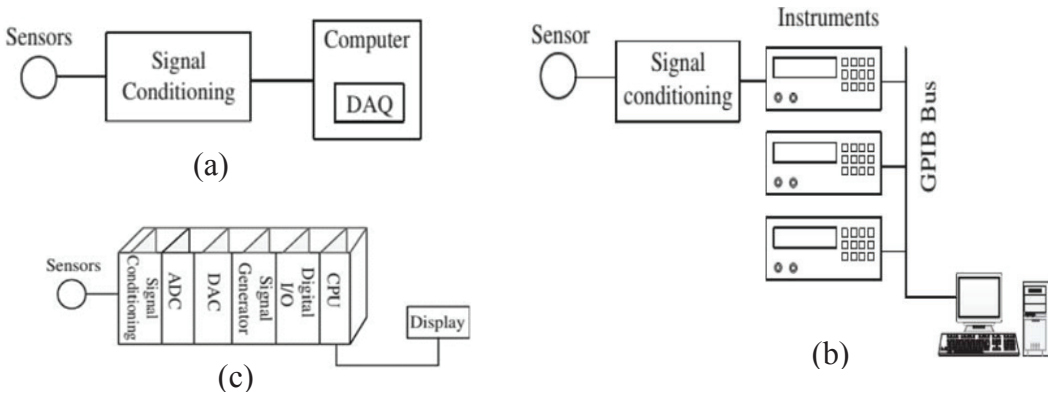 Sensors
Signal
Conditioning
Computer
DAQ
(a)
Sensor
Signal
conditioning
Instruments
GPIB Bus
(b)
Sensors
Signal
Conditioning
ADC
DAC
Signal
Generator
Digital
I/O
CPU
Display
(c)